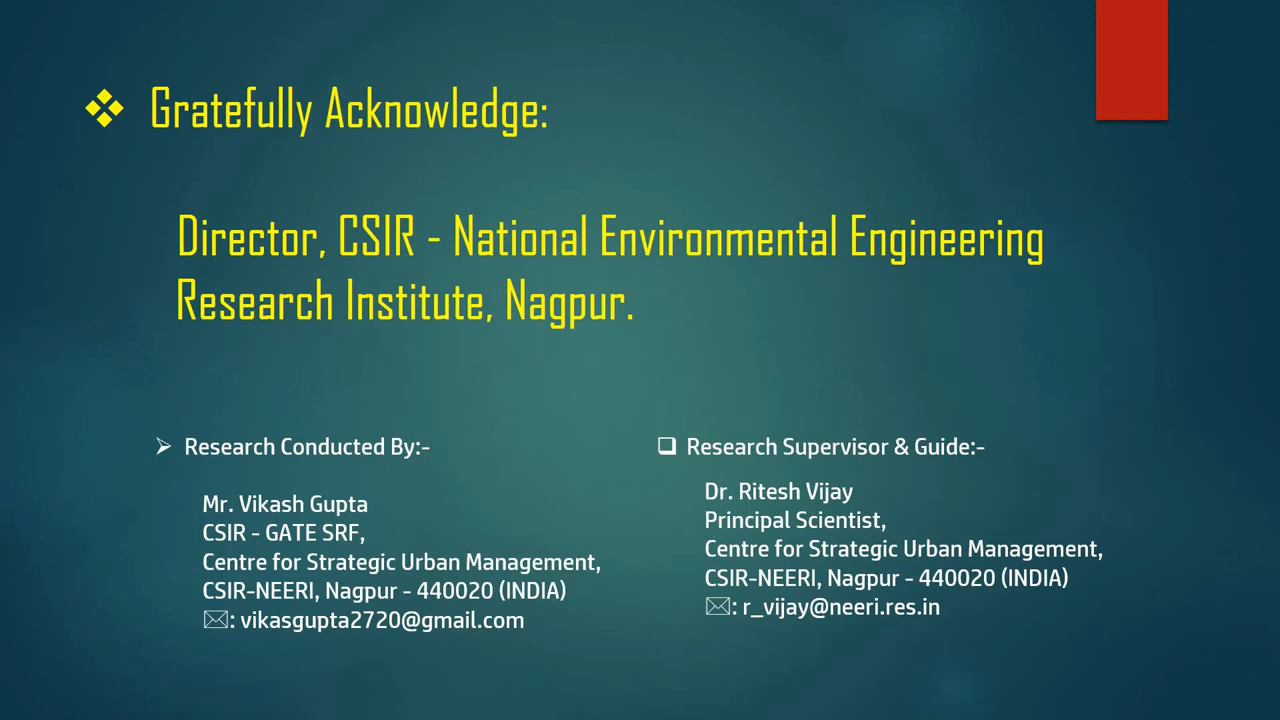 ❖ Gratefully Acknowledge:
Director, CSIR - National Environmental Engineering
Research Institute, Nagpur.
➢ Research Conducted By:-
Mr. Vikash Gupta
CSIR - GATE SRF,
Centre for Strategic Urban Management,
CSIR-NEERI, Nagpur - 440020 (INDIA)
🖂: vikasgupta2720@gmail.com
❑ Research Supervisor & Guide:-
Dr. Ritesh Vijay
Principal Scientist,
Centre for Strategic Urban Management,
CSIR-NEERI, Nagpur - 440020 (INDIA)
🖂: r_vijay@neeri.res.in